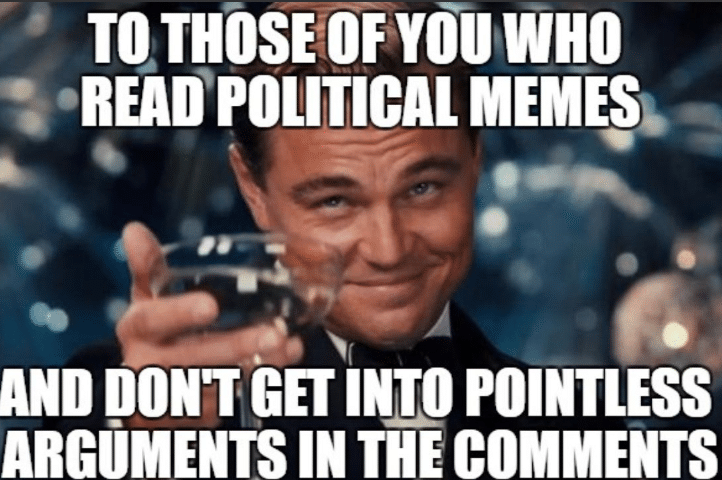 TO THOSE OF YOU WHO
READ POLITICAL MEMES
AND DON'T GET INTO POINTLESS
ARGUMENTS IN THE COMMENTS